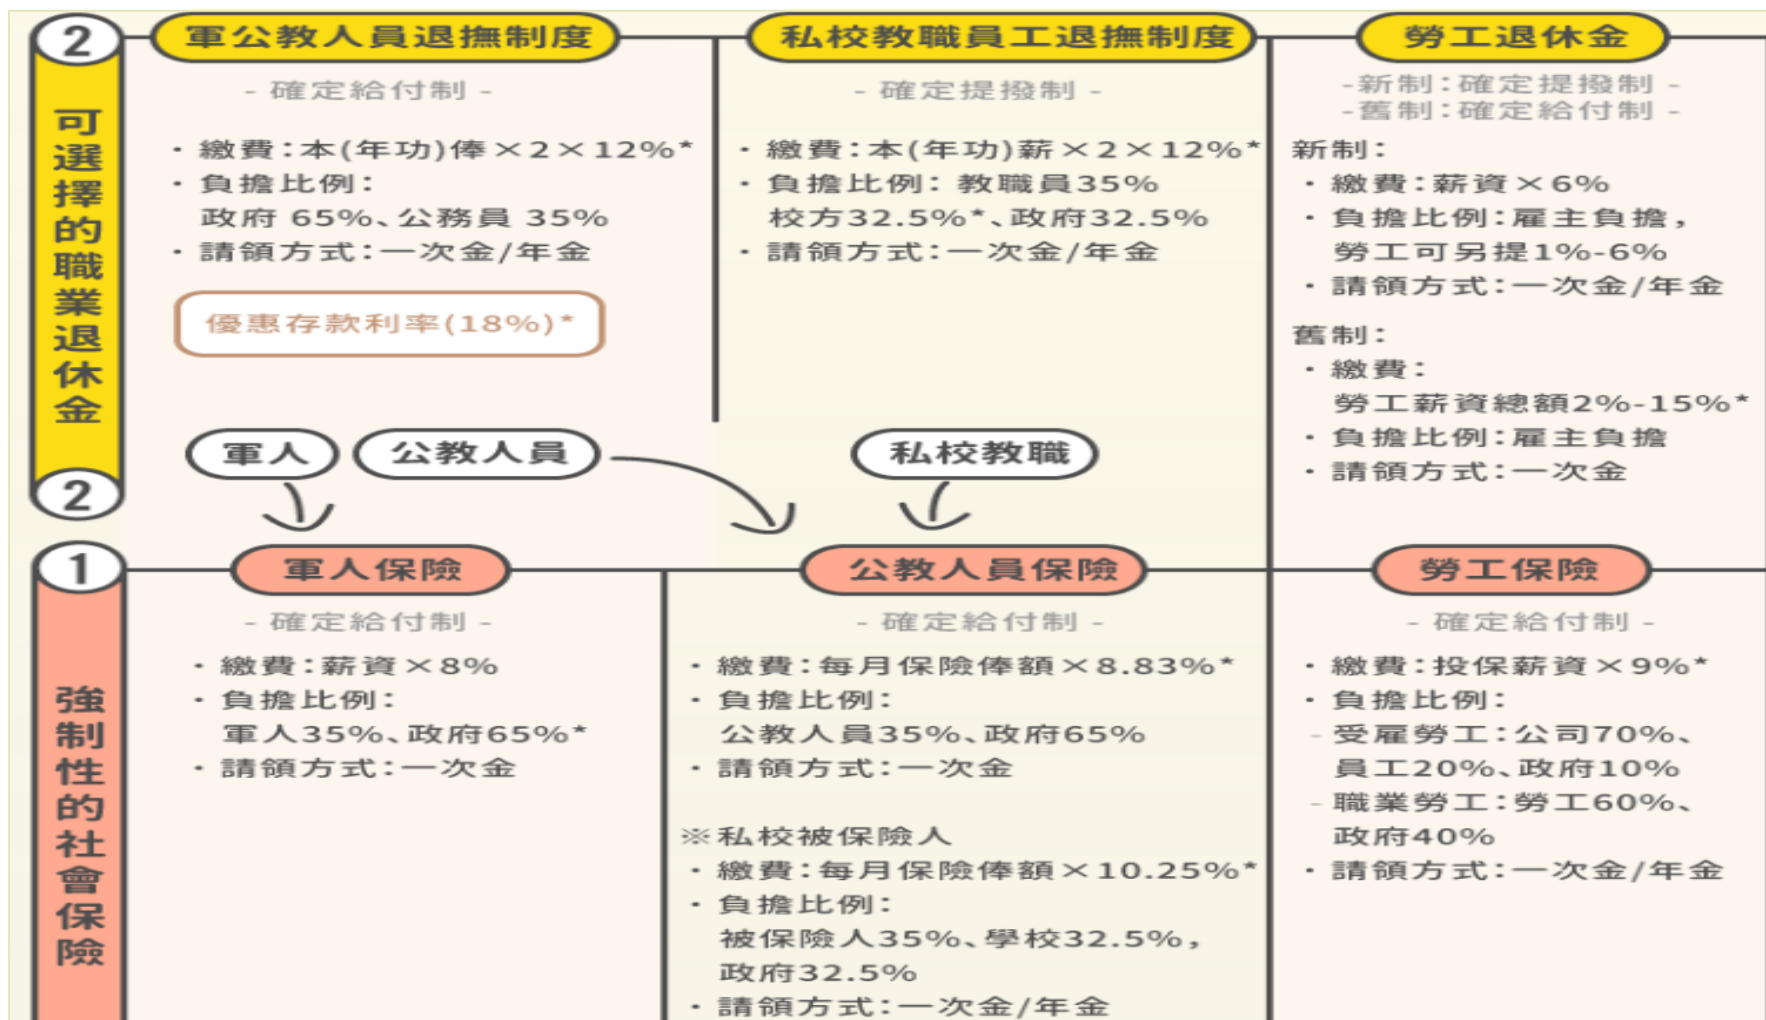 2
可選擇的職業退休金
2
軍公教人員退撫制度
- 確定給付制 -
・繳費：本(年功)俸×2×12%*
・負擔比例：
政府 65%、公務員 35%
・請領方式：一次金/年金
優惠存款利率(18%)*
私校教職員工退撫制度
- 確定提撥制 -
・繳費：本(年功)薪×2×12%*
・負擔比例：教職員35%
校方32.5%*、政府32.5%
・請領方式：一次金/年金
勞工退休金
-新制：確定提撥制 -
-舊制：確定給付制 -
新制：
・繳費：薪資×6%
・負擔比例：雇主負擔，
勞工可另提1%-6%
・請領方式：一次金/年金
舊制：
・繳費：
勞工薪資總額2%-15%*
・負擔比例：雇主負擔
・請領方式：一次金
軍人
公教人員
私校教職
1
強制性的社會保險
軍人保險
- 確定給付制 -
・繳費：薪資×8%
・負擔比例：
軍人35%、政府65%*
・請領方式：一次金
公教人員保險
- 確定給付制 -
・繳費：每月保險俸額×8.83%*
・負擔比例：
公教人員35%、政府65%
・請領方式：一次金
※私校被保險人
・繳費：每月保險俸額×10.25%*
・負擔比例：
被保險人35%、學校32.5%，
政府32.5%
・請領方式：一次金/年金
勞工保險
- 確定給付制 -
・繳費：投保薪資×9%*
・負擔比例：
- 受雇勞工：公司70%、
員工20%、政府10%
- 職業勞工：勞工60%、
政府40%
・請領方式：一次金/年金